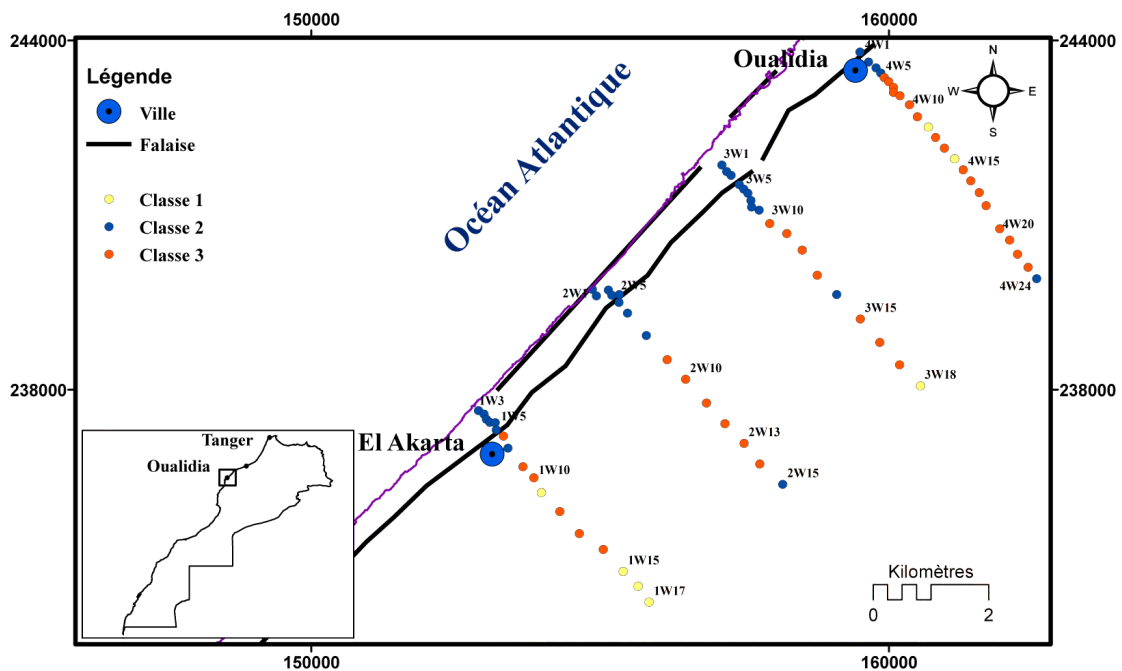 150000
160000
244000
244000
Légende
Ville
Falaise
Classe 1
Classe 2
Classe 3
Océan Atlantique
Oualidia
N
W
E
S
4W1
4W5
4W10
4W15
4W20
4W24
3W1
3W5
3W10
3W15
3W18
2W1
2W5
2W10
2W13
2W15
238000
238000
1W3
1W5
El Akarta
1W10
1W15
1W17
Tanger
Oualidia
Kilomètres
0
2
150000
160000